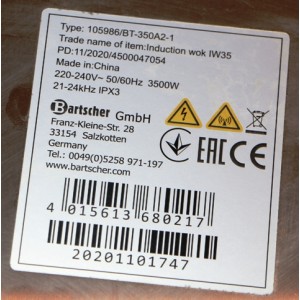 Type: 105986/BT-350A2-1
Trade name of item:Induction wok IW35
PD:11/2020/4500047054
Made in:China
220-240V~ 50/60Hz 3500W
21-24kHz IPX3
Bartscher GmbH
Franz-Kleine-Str. 28
33154 Salzkotten
Germany
Tel.: 0049(0)5258 971-197
www.bartscher.com
EAC CE
4 015613 680217
20201101747